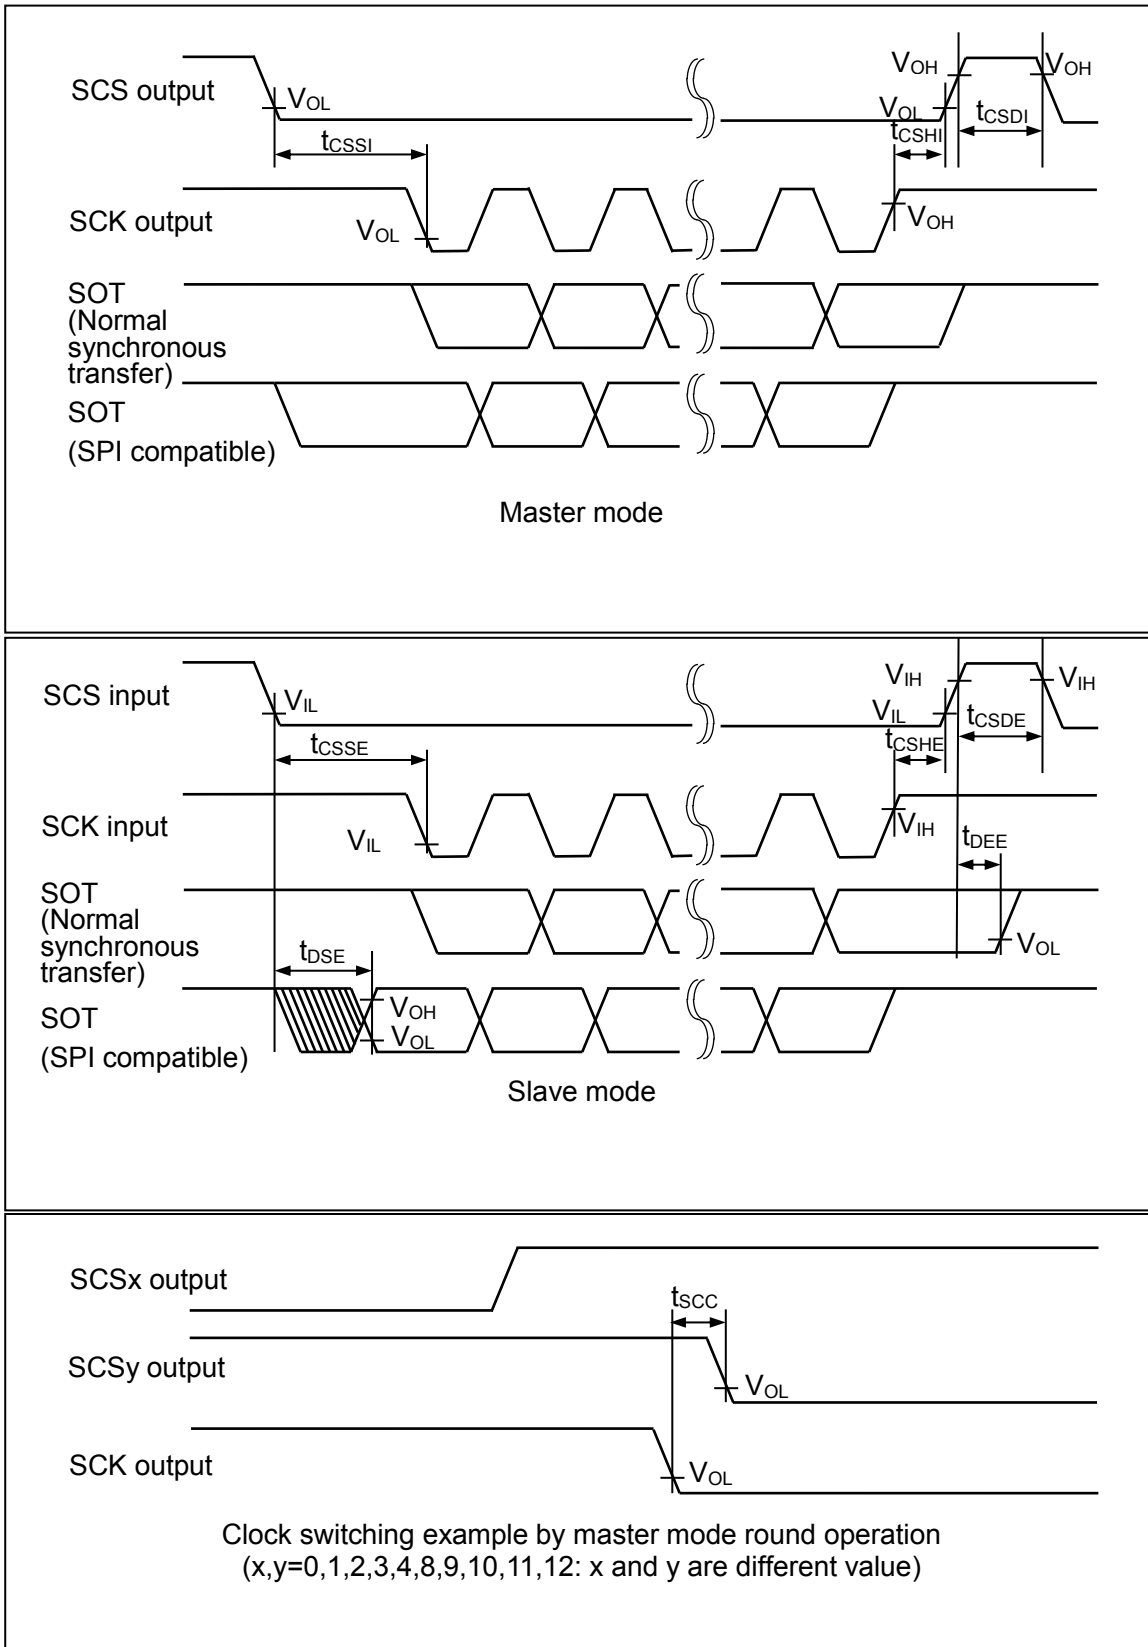 SCS output
VOL
VOH
VOH
VOL
tCSSI
tCSHI
tCSDI
SCK output
VOL
VOH
SOT
(Normal
synchronous
transfer)
SOT
(SPI compatible)
Master mode
SCS input
VIL
VIH
VIH
VIL
tCSSE
tCSHE
tCSDE
SCK input
VIL
VIH
tDEE
SOT
(Normal
synchronous
transfer)
tDSE
VOL
SOT
(SPI compatible)
VOH
VOL
Slave mode
SCSx output
tSCC
SCSy output
VOL
SCK output
VOL
Clock switching example by master mode round operation
(x,y=0,1,2,3,4,8,9,10,11,12: x and y are different value)